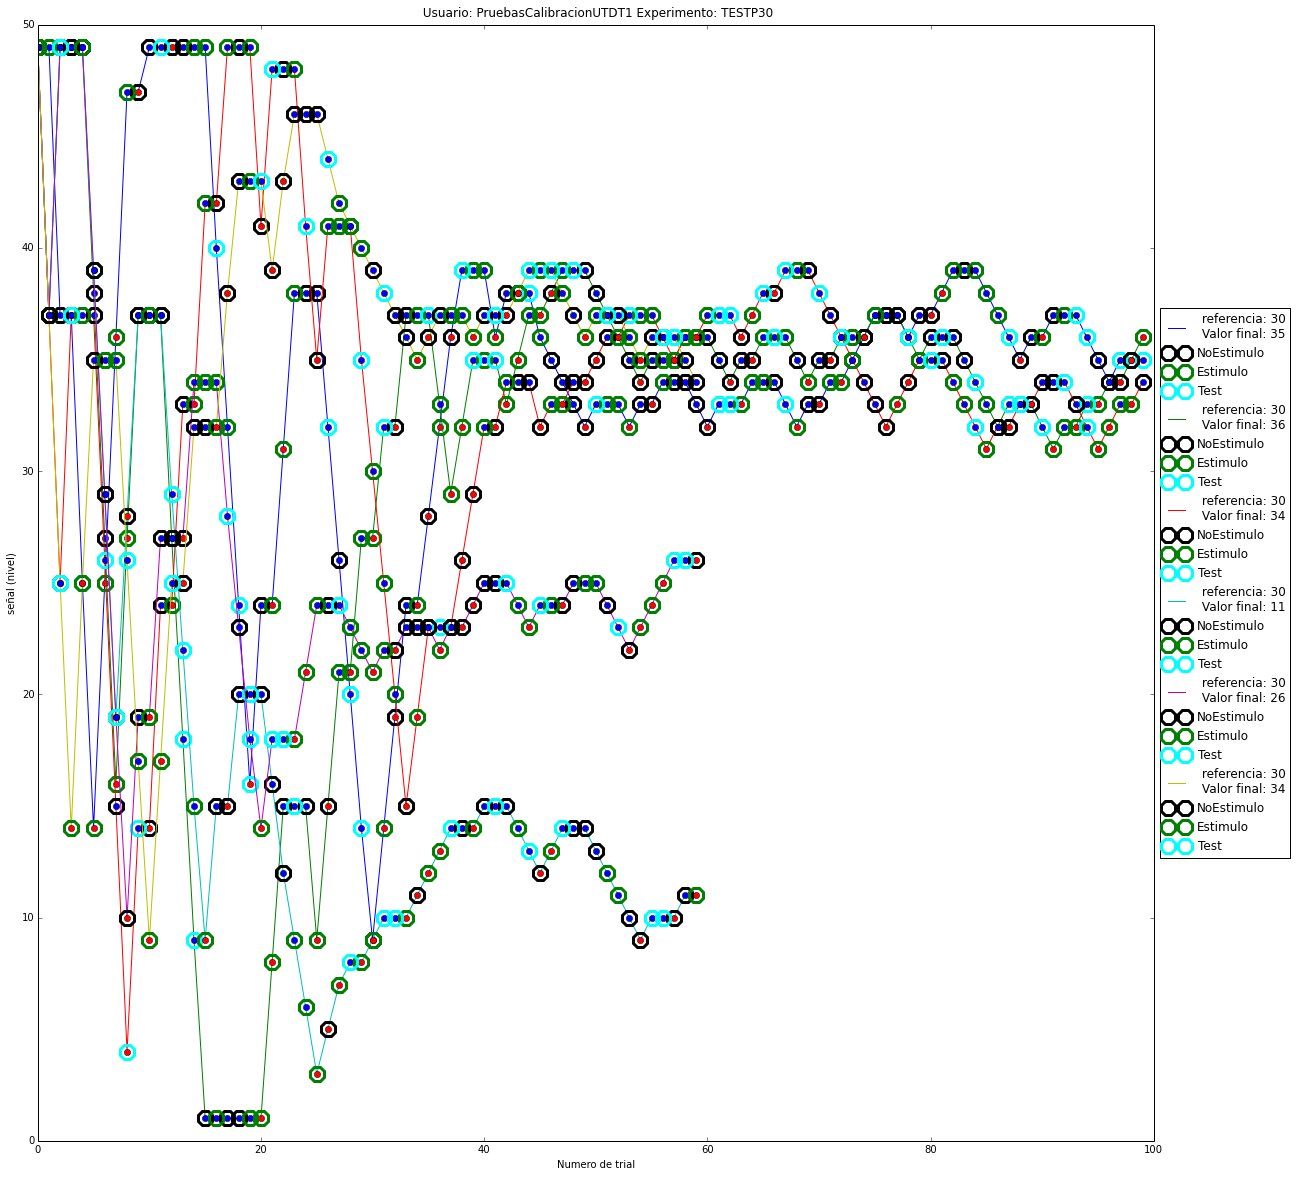 Usuario: PruebasCalibracionUTDT1 Experimento: TESTP30
50
40
30
20
10
0
señal (nivel)
0 20 40 60 80 100
Numero de trial
referencia: 30
Valor final: 35
NoEstimulo
Estimulo
Test
referencia: 30
Valor final: 36
NoEstimulo
Estimulo
Test
referencia: 30
Valor final: 34
NoEstimulo
Estimulo
Test
referencia: 30
Valor final: 11
NoEstimulo
Estimulo
Test
referencia: 30
Valor final: 26
NoEstimulo
Estimulo
Test
referencia: 30
Valor final: 34
NoEstimulo
Estimulo
Test